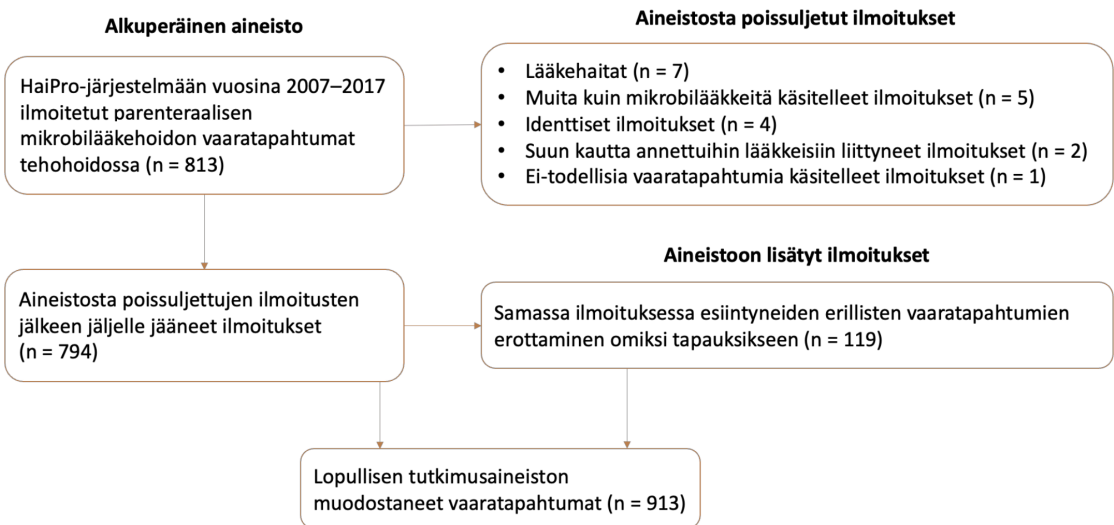 Alkuperäinen aineisto
HaiPro-järjestelmään vuosina 2007–2017
ilmoitetut parenteraalisen
mikrobilääkehoidon vaaratapahtumat
tehohoidossa (n = 813)
Aineistosta poissuljetut ilmoitukset
• Lääkehaitat (n = 7)
• Muita kuin mikrobilääkkeitä käsitelleet ilmoitukset (n = 5)
• Identtiset ilmoitukset (n = 4)
• Suun kautta annettuihin lääkkeisiin liittyneet ilmoitukset (n = 2)
• Ei-todellisia vaaratapahtumia käsitelleet ilmoitukset (n = 1)
Aineistosta poissuljettujen ilmoitusten
jälkeen jäljelle jääneet ilmoitukset
(n = 794)
Aineistoon lisätyt ilmoitukset
Samassa ilmoituksessa esiintyneiden erillisten vaaratapahtumien
erottaminen omiksi tapauksikseen (n = 119)
Lopullisen tutkimusaineiston
muodostaneet vaaratapahtumat (n = 913)